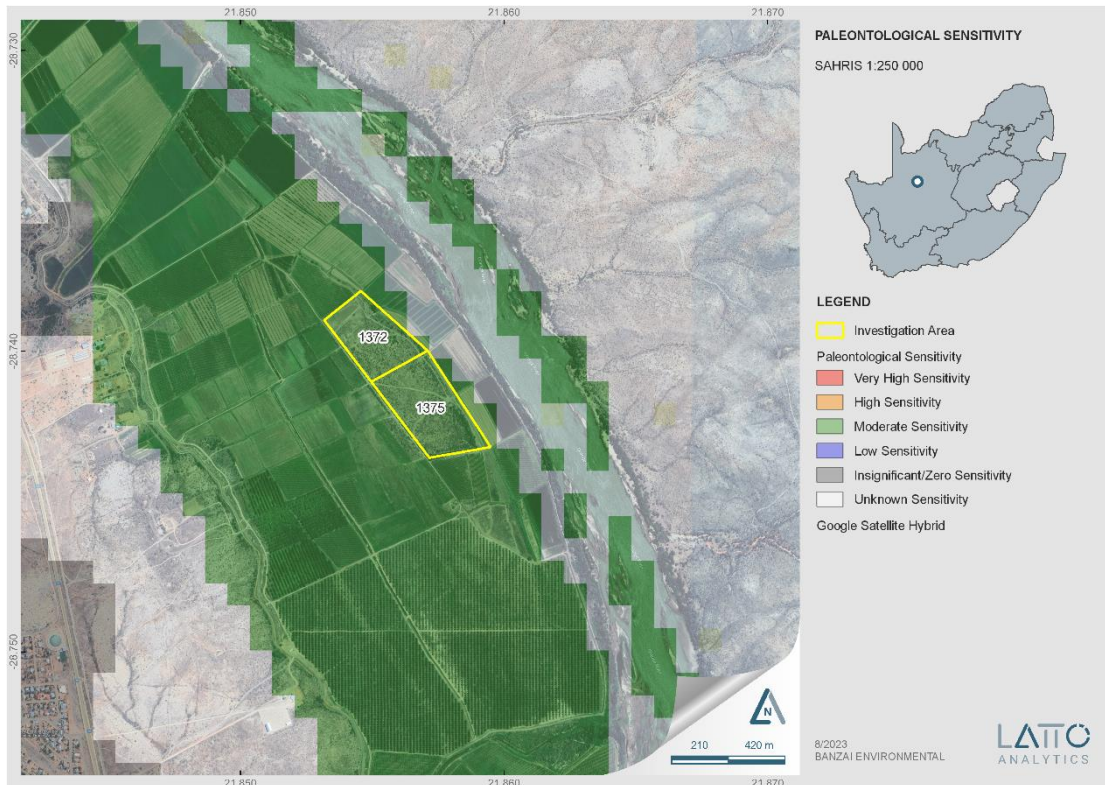 21.850
21.860
21.870
-28.730
-28.740
-28.750
1372
1375
21.850
21.860
21.870
PALEONTOLOGICAL SENSITIVITY
SAHRIS 1:250 000
LEGEND
Investigation Area
Paleontological Sensitivity
Very High Sensitivity
High Sensitivity
Moderate Sensitivity
Low Sensitivity
Insignificant/Zero Sensitivity
Unknown Sensitivity
Google Satellite Hybrid
N
210 420 m
8/2023
BANZAI ENVIRONMENTAL
LATTO
ANALYTICS